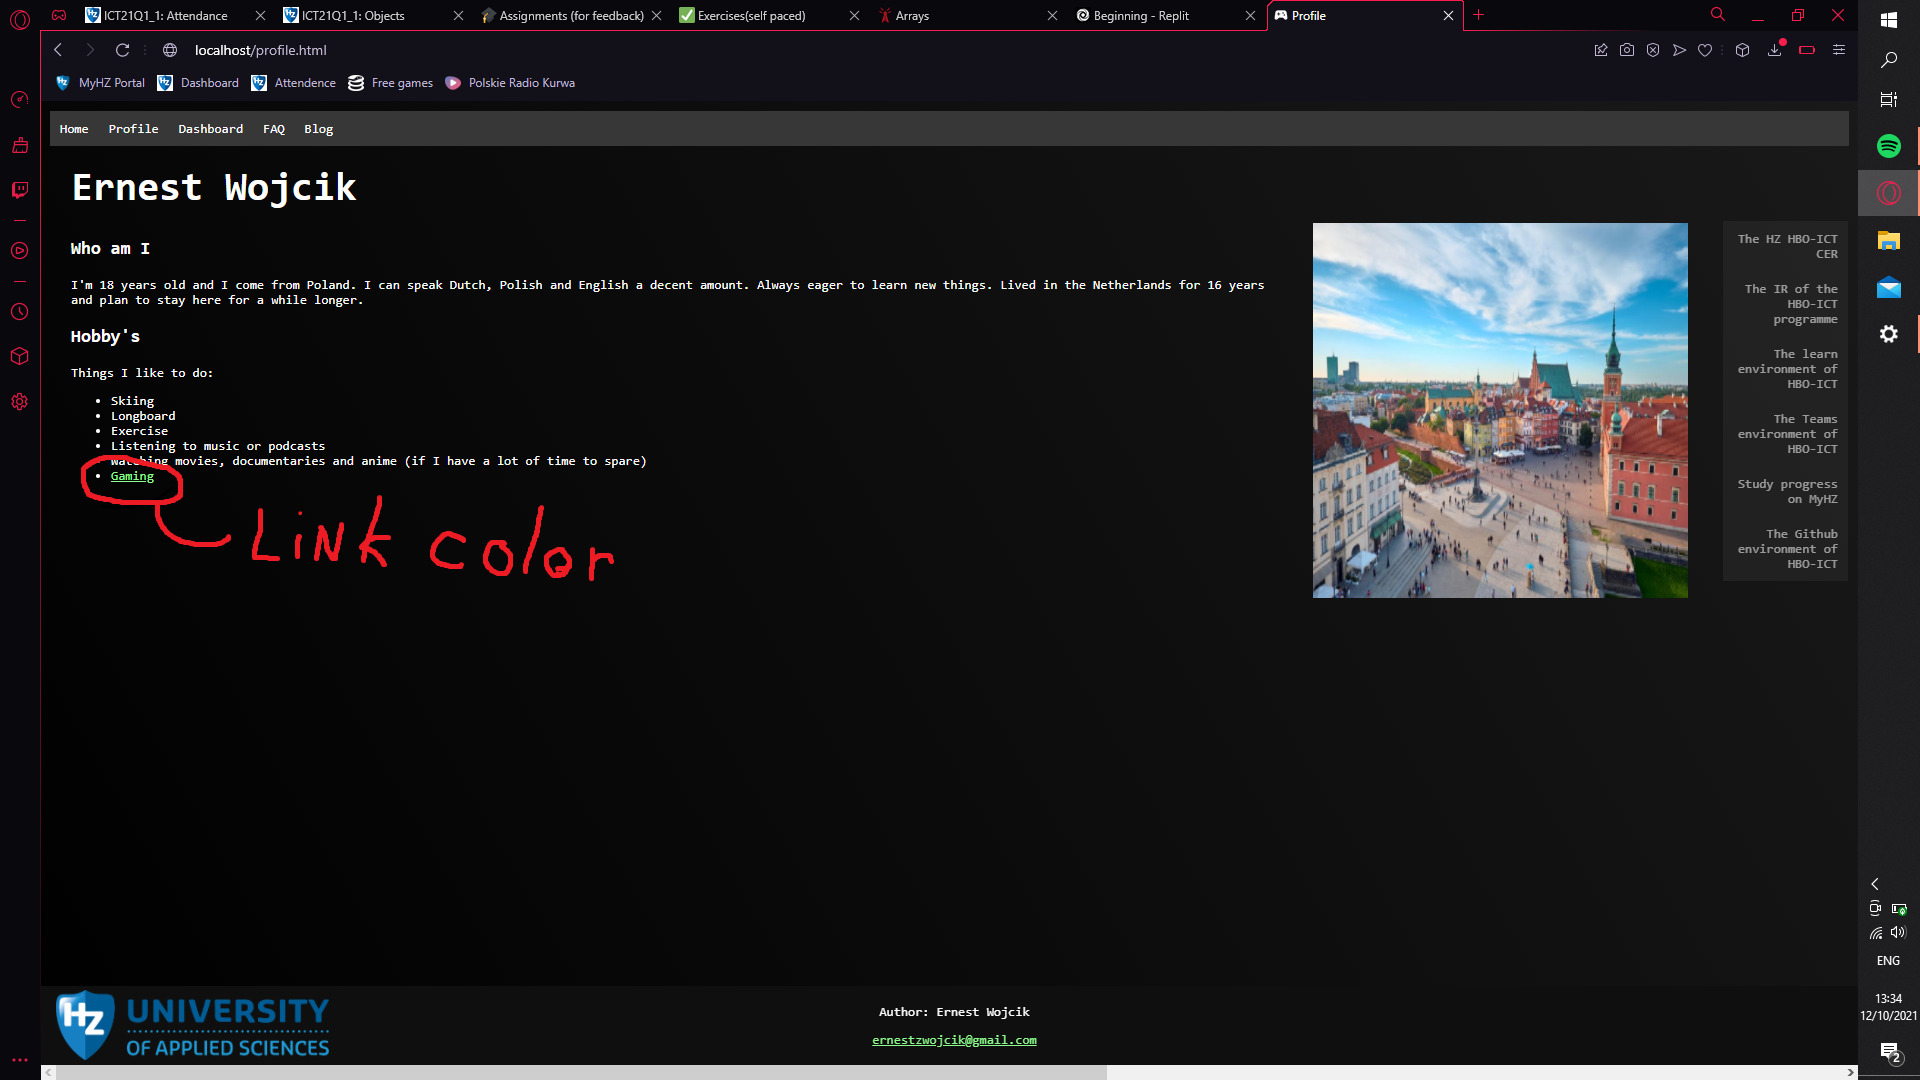 ICT21Q1_1: Attendance
ICT21Q1_1: Objects
Assignments (for feedback)
Exercises(self paced)
Arrays
Beginning - Replit
Profile
localhost/profile.html
MyHZ Portal
Dashboard
Attendence
Free games
Polskie Radio Kurwa
Home Profile Dashboard FAQ Blog
Ernest Wojcik
Who am I
I'm 18 years old and I come from Poland. I can speak Dutch, Polish and English a decent amount. Always eager to learn new things. Lived in the Netherlands for 16 years
and plan to stay here for a while longer.
Hobby's
Things I like to do:
Skiing
Longboard
Exercise
Listening to music or podcasts
Watching movies, documentaries and anime (if I have a lot of time to spare)
Gaming
LiNk color
The HZ HBO-ICT
CER
The IR of the
HBO-ICT
programme
The learn
environment of
HBO-ICT
The Teams
environment of
HBO-ICT
Study progress
on MyHZ
The Github
environment of
HBO-ICT
HZ UNIVERSITY
OF APPLIED SCIENCES
Author: Ernest Wojcik
ernestzwojcik@gmail.com
ENG
13:34
12/10/2021
2